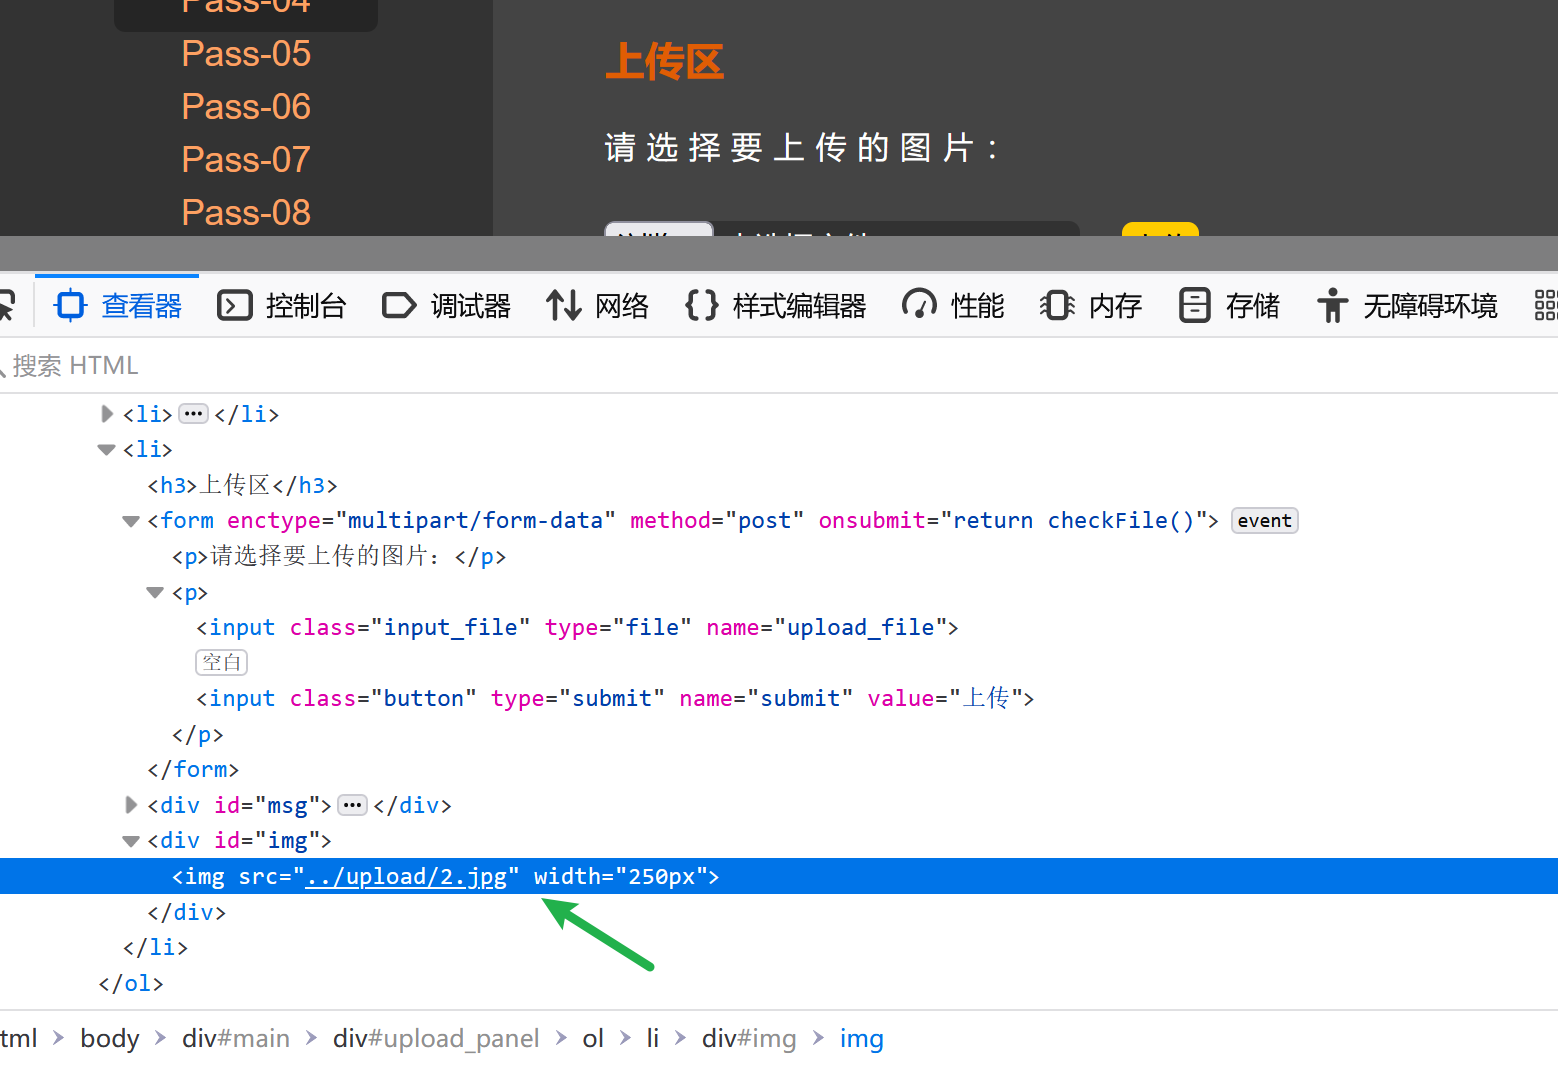 Pass-04
Pass-05
Pass-06
Pass-07
Pass-08
上传区
请选择要上传的图片：
查看器 控制台 调试器 网络 样式编辑器 性能 内存 存储 无障碍环境
搜索 HTML
<li>•••</li>
<li>
<h3>上传区</h3>
<form enctype="multipart/form-data" method="post" onsubmit="return checkFile()"> event
<p>请选择要上传的图片：</p>
<p>
<input class="input_file" type="file" name="upload_file">
空白
<input class="button" type="submit" name="submit" value="上传">
</p>
</form>
<div id="msg">•••</div>
<div id="img">
<img src="../upload/2.jpg" width="250px">
</div>
</li>
</ol>
tml > body > div#main > div#upload_panel > ol > li > div#img > img